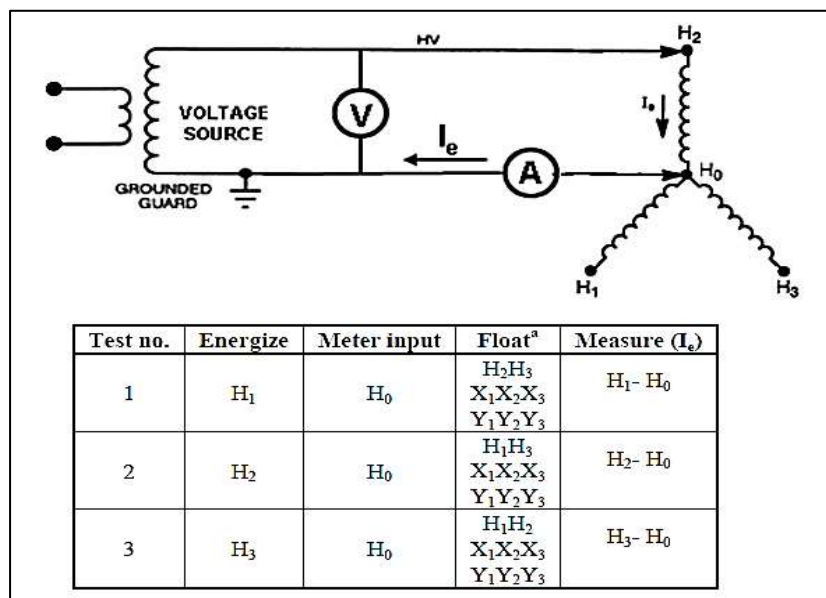 HV
H₂
VOLTAGE
SOURCE
V
Iₑ
Iₑ
A
H₀
GROUNDED
GUARD
H₁
H₃
Test no. Energize Meter input Floatᵃ Measure (Iₑ)
1 H₁ H₀ H₂H₃ H₁- H₀
X₁X₂X₃
Y₁Y₂Y₃
2 H₂ H₀ H₁H₃ H₂- H₀
X₁X₂X₃
Y₁Y₂Y₃
3 H₃ H₀ H₁H₂ H₃- H₀
X₁X₂X₃
Y₁Y₂Y₃